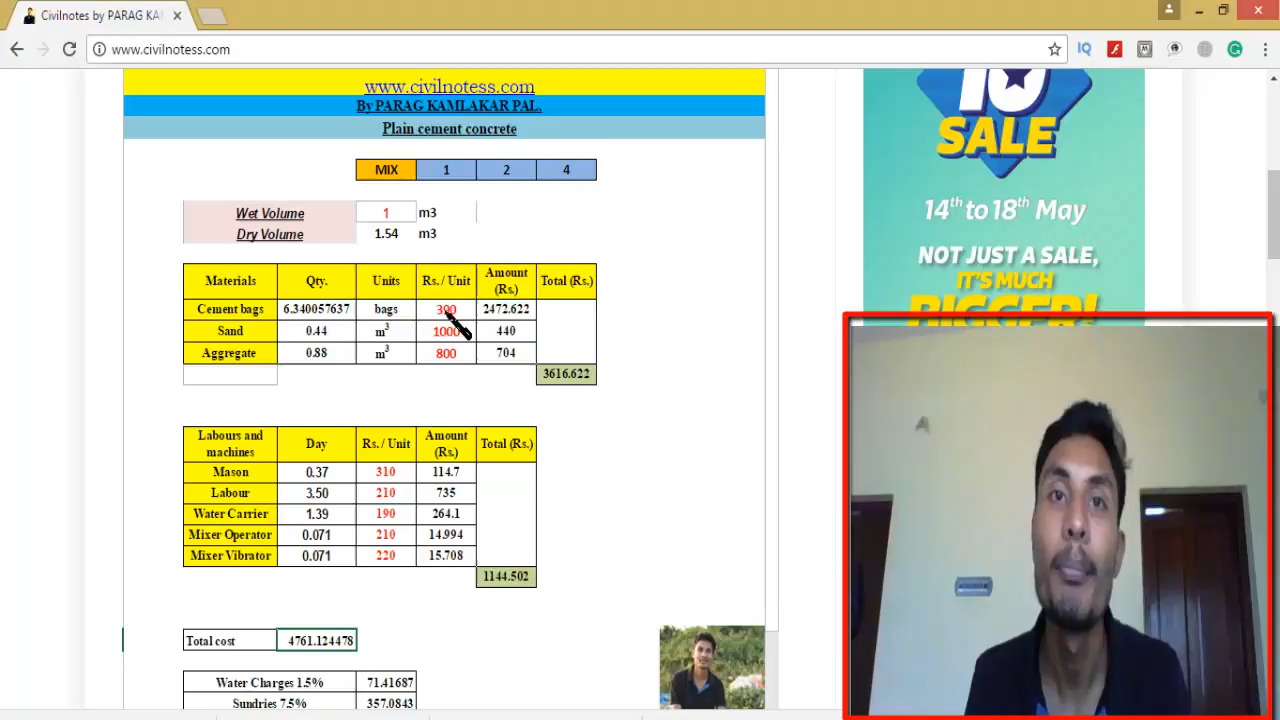 Civilnotes by PARAG KA
www.civilnotess.com
www.civilnotess.com
By PARAG KAMLAKAR PAL.
Plain cement concrete
MIX 1 2 4
Wet Volume 1 m3
Dry Volume 1.54 m3
Materials Qty. Units Rs. / Unit Amount (Rs.) Total (Rs.)
Cement bags 6.340057637 bags 390 2472.622
Sand 0.44 m3 1000 440
Aggregate 0.88 m3 800 704
3616.622
Labours and machines Day Rs. / Unit Amount (Rs.) Total (Rs.)
Mason 0.37 310 114.7
Labour 3.50 210 735
Water Carrier 1.39 190 264.1
Mixer Operator 0.071 210 14.994
Mixer Vibrator 0.071 220 15.708
1144.502
Total cost 4761.124478
Water Charges 1.5% 71.41687
Sundries 7.5% 357.0843
10
SALE
14th to 18th May
NOT JUST A SALE,
IT'S MUCH
BIGGER!